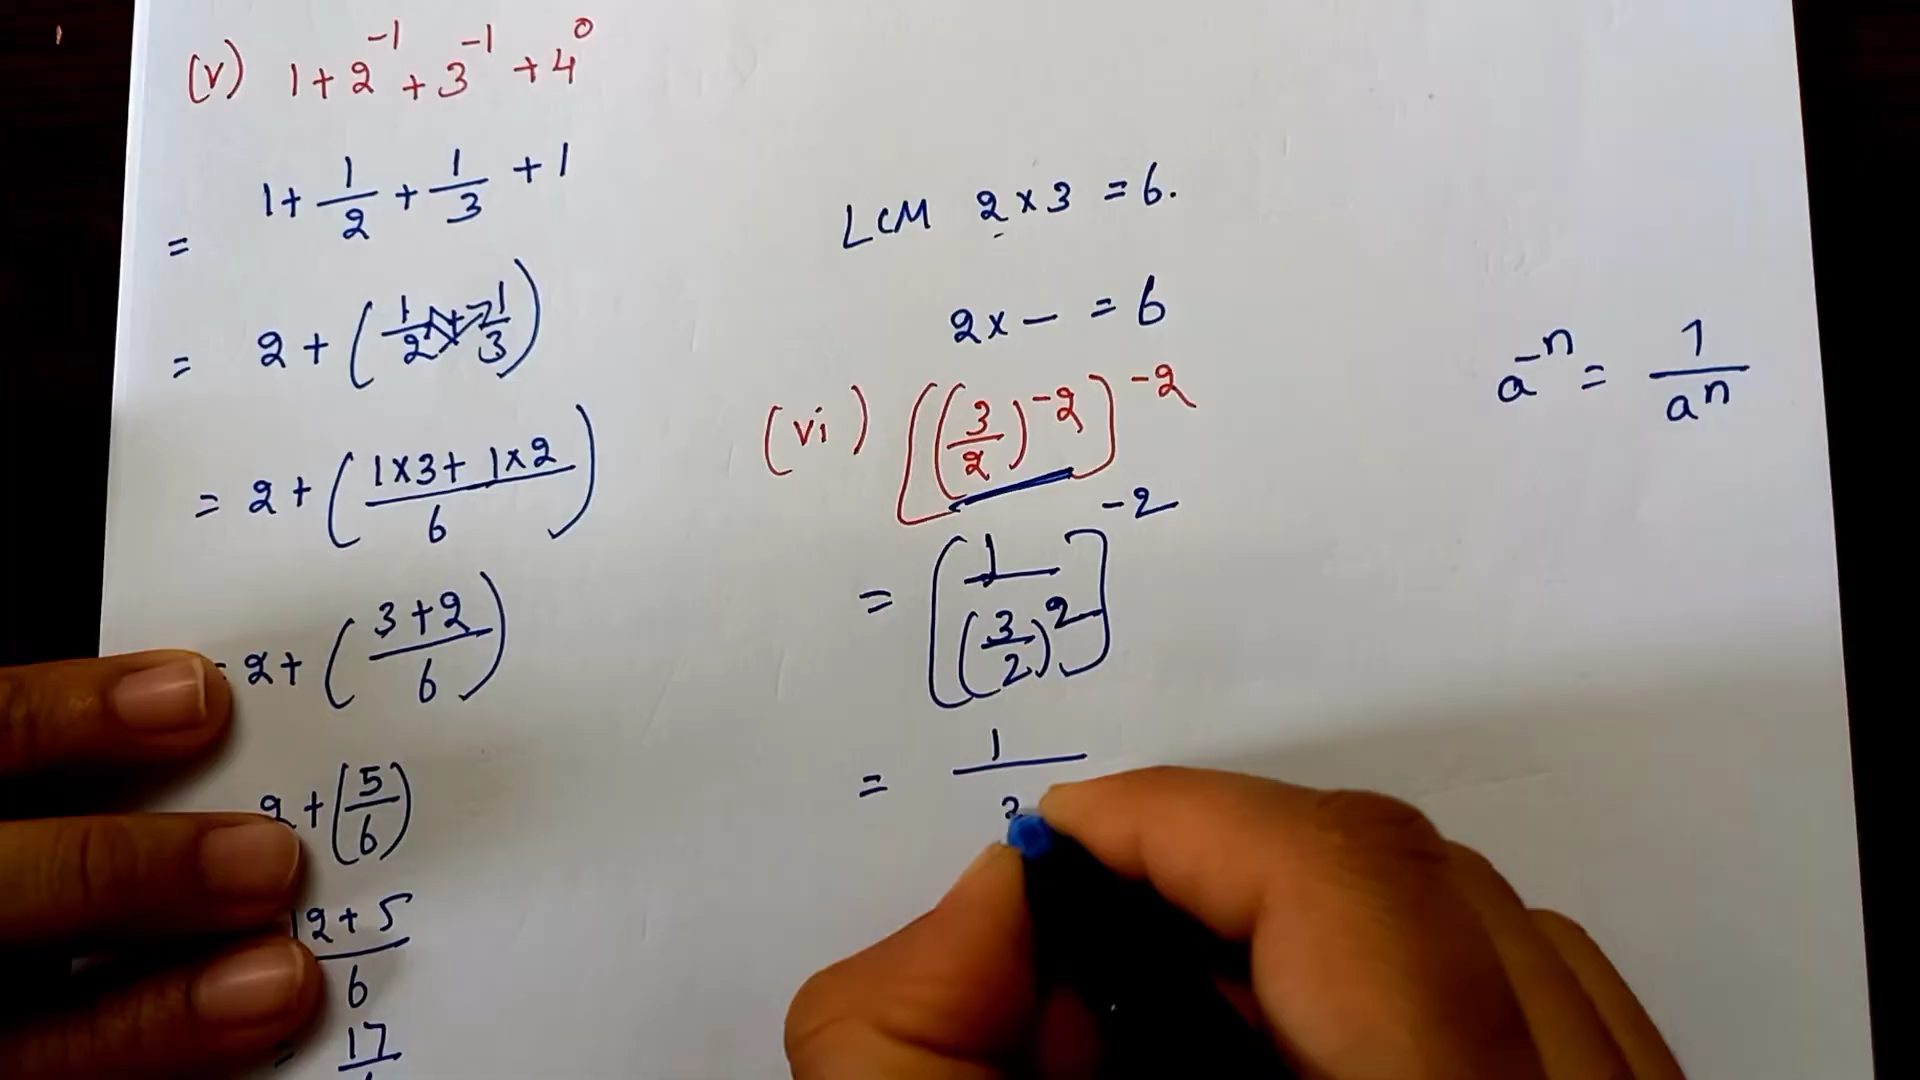 (v) 1 + 2⁻¹ + 3⁻¹ + 4⁰
= 1 + 1/2 + 1/3 + 1
= 2 + (1/2 + 1/3)
= 2 + ((1×3 + 1×2)/6)
= 2 + ((3+2)/6)
2 + (5/6)
(12+5)/6
= 17/
LCM 2×3 = 6.
2×— = 6
(vi) [(3/2)⁻²]⁻²
= [1/(3/2)²]⁻²
= 1/
a⁻ⁿ = 1/aⁿ